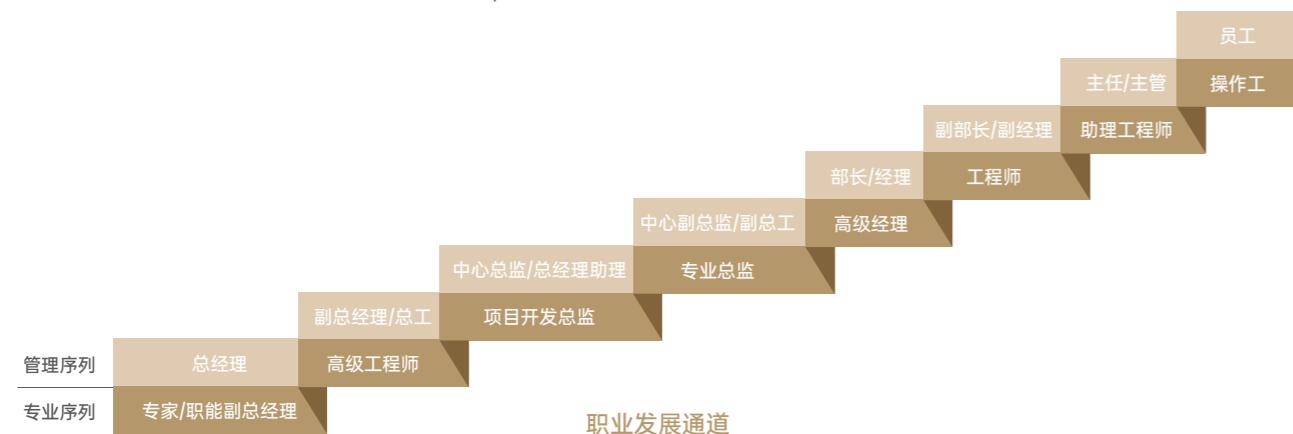 员工
主任/主管
操作工
副部长/副经理
助理工程师
部长/经理
工程师
中心副总监/副总工
高级经理
中心总监/总经理助理
专业总监
副总经理/总工
项目开发总监
管理序列
总经理
高级工程师
专业序列
专家/职能副总经理
职业发展通道